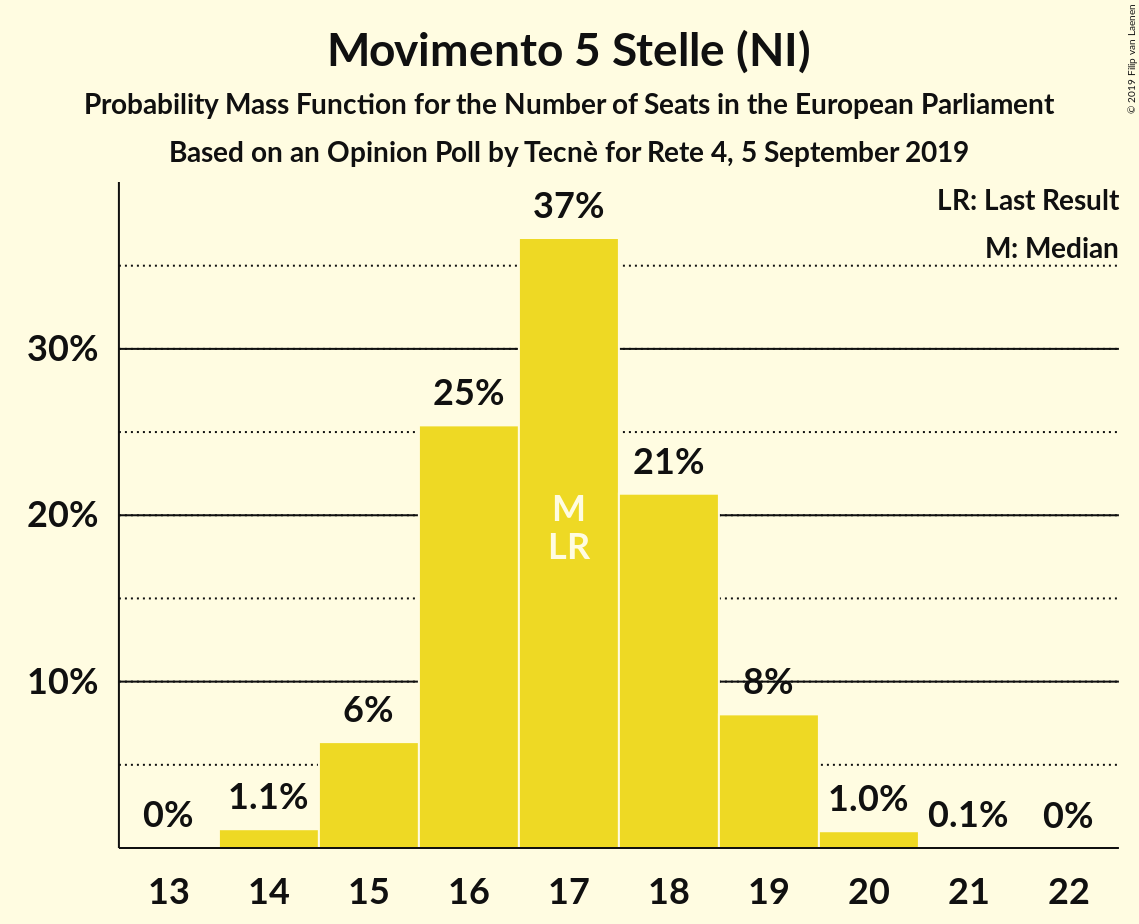 Movimento 5 Stelle (NI)
Probability Mass Function for the Number of Seats in the European Parliament
Based on an Opinion Poll by Tecnè for Rete 4, 5 September 2019
© 2019 Filip van Laenen
LR: Last Result
M: Median
30%
20%
10%
0%
1.1%
6%
25%
37%
21%
8%
1.0%
0.1%
0%
M
LR
13 14 15 16 17 18 19 20 21 22